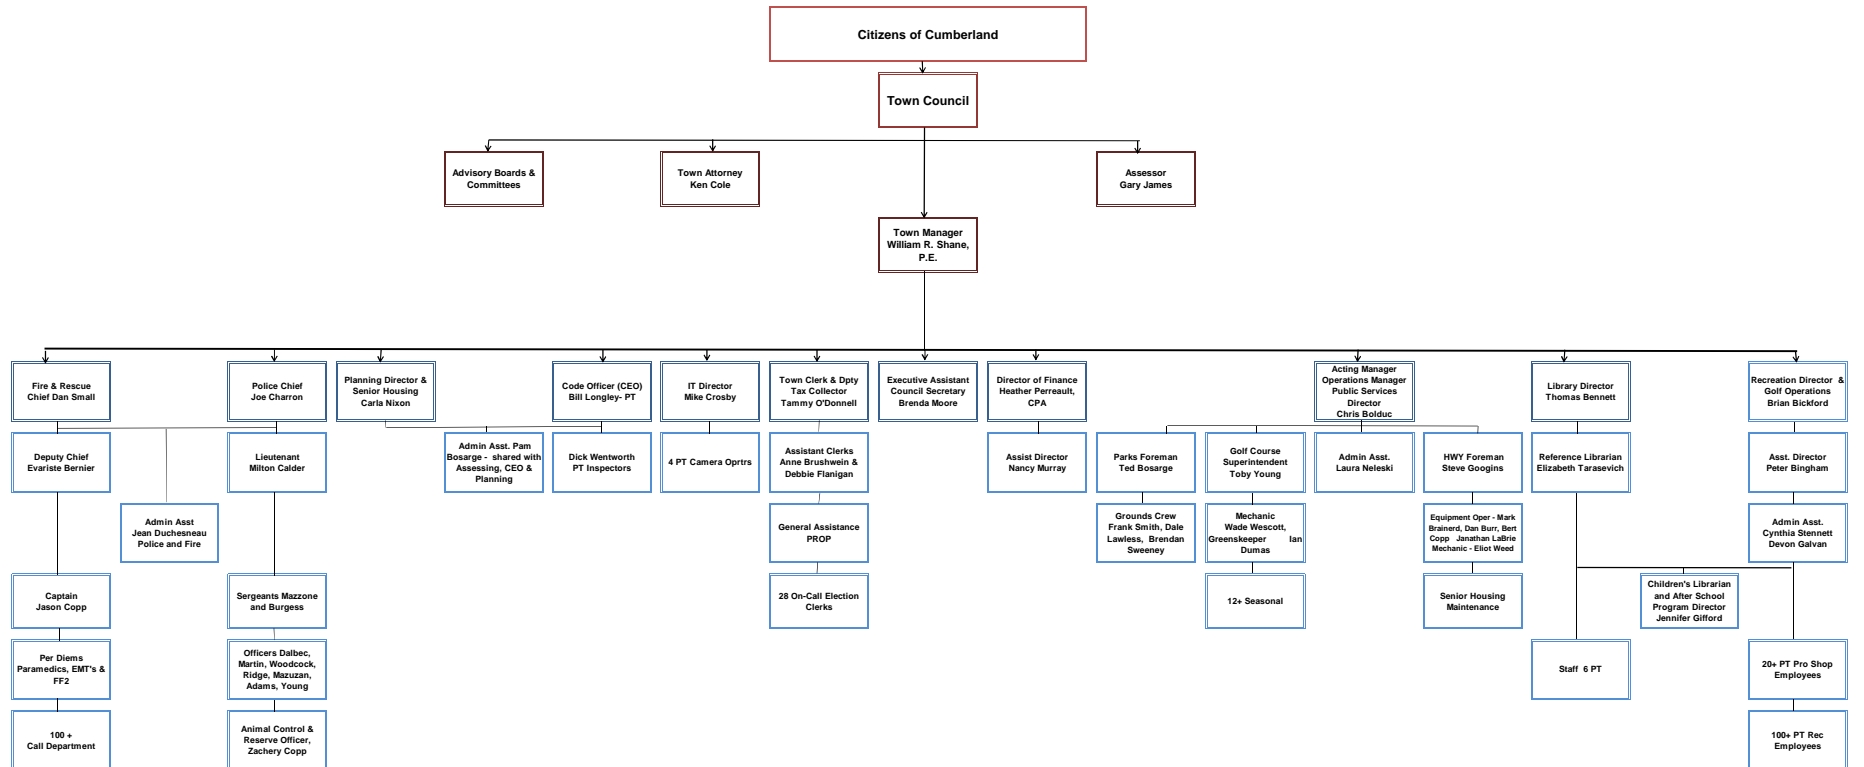 Citizens of Cumberland
Town Council
Advisory Boards &
Committees
Town Attorney
Ken Cole
Assessor
Gary James
Town Manager
William R. Shane,
P.E.
Fire & Rescue
Chief Dan Small
Police Chief
Joe Charron
Planning Director &
Senior Housing
Carla Nixon
Code Officer (CEO)
Bill Longley- PT
IT Director
Mike Crosby
Town Clerk & Dpty
Tax Collector
Tammy O'Donnell
Executive Assistant
Council Secretary
Brenda Moore
Director of Finance
Heather Perreault,
CPA
Acting Manager
Operations Manager
Public Services
Director
Chris Bolduc
Library Director
Thomas Bennett
Recreation Director &
Golf Operations
Brian Bickford
Deputy Chief
Evariste Bernier
Lieutenant
Milton Calder
Admin Asst. Pam
Bosarge - shared with
Assessing, CEO &
Planning
Dick Wentworth
PT Inspectors
4 PT Camera Oprtrs
Assistant Clerks
Anne Brushwein &
Debbie Flanigan
Assist Director
Nancy Murray
Parks Foreman
Ted Bosarge
Golf Course
Superintendent
Toby Young
Admin Asst.
Laura Neleski
HWY Foreman
Steve Googins
Reference Librarian
Elizabeth Tarasevich
Asst. Director
Peter Bingham
Admin Asst
Jean Duchesneau
Police and Fire
General Assistance
PROP
Grounds Crew
Frank Smith, Dale
Lawless, Brendan
Sweeney
Mechanic
Wade Wescott,
Greenskeeper Ian
Dumas
Equipment Oper - Mark
Brainerd, Dan Burr, Bert
Copp Janathan LaBrie
Mechanic - Eliot Weed
Admin Asst.
Cynthia Stennett
Devon Galvan
Captain
Jason Copp
Sergeants Mazzone
and Burgess
28 On-Call Election
Clerks
12+ Seasonal
Senior Housing
Maintenance
Children's Librarian
and After School
Program Director
Jennifer Gifford
Per Diems
Paramedics, EMT's &
FF2
Officers Dalbec,
Martin, Woodcock,
Ridge, Mazuzan,
Adams, Young
Staff 6 PT
20+ PT Pro Shop
Employees
100 +
Call Department
Animal Control &
Reserve Officer,
Zachery Copp
100+ PT Rec
Employees